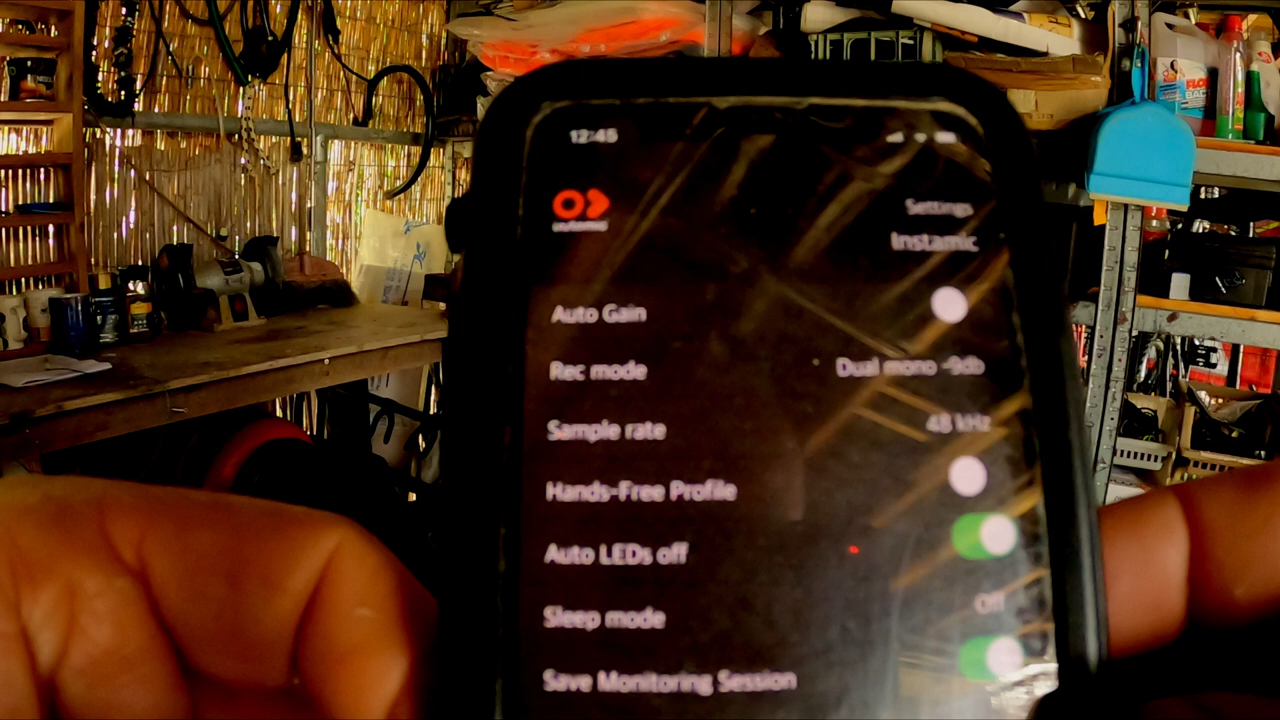 12:45
Settings
Instamic
Auto Gain
Rec mode
Dual mono -9db
Sample rate
48 kHz
Hands-Free Profile
Auto LEDs off
Sleep mode
Off
Save Monitoring Session